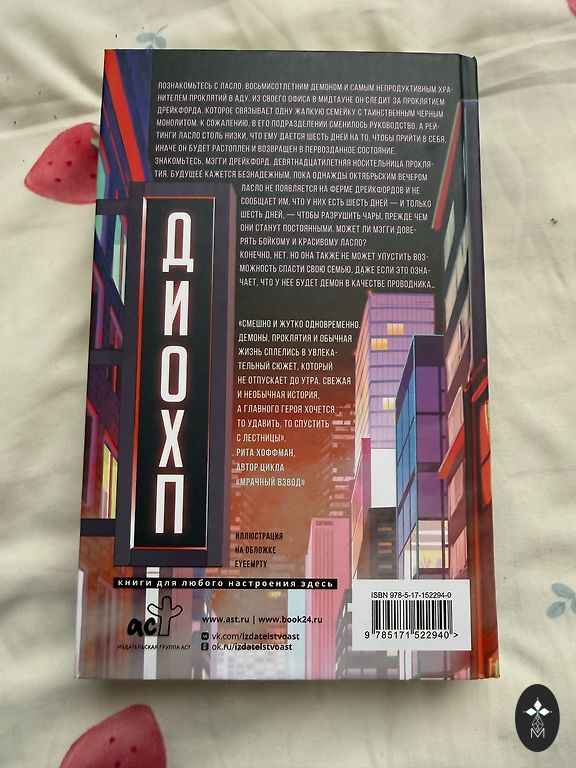 ПОЗНАКОМЬТЕСЬ С ЛАСЛО, ВОСЬМИСОТЛЕТНИМ ДЕМОНОМ И САМЫМ НЕПРОДУКТИВНЫМ ХРА-
НИТЕЛЕМ ПРОКЛЯТИЙ В АДУ. ИЗ СВОЕГО ОФИСА В МИДТАУНЕ ОН СЛЕДИТ ЗА ПРОКЛЯТИЕМ
ДРЕЙКФОРДА, КОТОРОЕ СВЯЗЫВАЕТ ОДНУ ЖАЛКУЮ СЕМЕЙКУ С ТАИНСТВЕННЫМ ЧЕРНЫМ
МОНОЛИТОМ. К СОЖАЛЕНИЮ, В ЕГО ПОДРАЗДЕЛЕНИИ СМЕНИЛОСЬ РУКОВОДСТВО, А РЕЙ-
ТИНГИ ЛАСЛО СТОЛЬ НИЗКИ, ЧТО ЕМУ ДАЕТСЯ ШЕСТЬ ДНЕЙ НА ТО, ЧТОБЫ ПРИЙТИ В СЕБЯ,
ИНАЧЕ ОН БУДЕТ РАСТОПЛЕН И ВОЗВРАЩЕН В ПЕРВОЗДАННОЕ СОСТОЯНИЕ.
ЗНАКОМЬТЕСЬ, МЭГГИ ДРЕЙКФОРД, ДЕВЯТНАДЦАТИЛЕТНЯЯ НОСИТЕЛЬНИЦА ПРОКЛЯ-
ТИЯ. БУДУЩЕЕ КАЖЕТСЯ БЕЗНАДЕЖНЫМ, ПОКА ОДНАЖДЫ ОКТЯБРЬСКИМ ВЕЧЕРОМ
ЛАСЛО НЕ ПОЯВЛЯЕТСЯ НА ФЕРМЕ ДРЕЙКФОРДОВ И НЕ
СООБЩАЕТ ИМ, ЧТО У НИХ ЕСТЬ ШЕСТЬ ДНЕЙ — И ТОЛЬКО
ШЕСТЬ ДНЕЙ, — ЧТОБЫ РАЗРУШИТЬ ЧАРЫ, ПРЕЖДЕ ЧЕМ
ОНИ СТАНУТ ПОСТОЯННЫМИ. МОЖЕТ ЛИ МЭГГИ ДОВЕ-
РЯТЬ БОЙКОМУ И КРАСИВОМУ ЛАСЛО?
КОНЕЧНО, НЕТ. НО ОНА ТАКЖЕ НЕ МОЖЕТ УПУСТИТЬ ВОЗ-
МОЖНОСТЬ СПАСТИ СВОЮ СЕМЬЮ, ДАЖЕ ЕСЛИ ЭТО ОЗНА-
ЧАЕТ, ЧТО У НЕЕ БУДЕТ ДЕМОН В КАЧЕСТВЕ ПРОВОДНИКА...
ДИОХП
«СМЕШНО И ЖУТКО ОДНОВРЕМЕННО.
ДЕМОНЫ, ПРОКЛЯТИЯ И ОБЫЧНАЯ
ЖИЗНЬ СПЛЕЛИСЬ В УВЛЕКА-
ТЕЛЬНЫЙ СЮЖЕТ, КОТОРЫЙ
НЕ ОТПУСКАЕТ ДО УТРА. СВЕЖАЯ
И НЕОБЫЧНАЯ ИСТОРИЯ,
А ГЛАВНОГО ГЕРОЯ ХОЧЕТСЯ
ТО УДАВИТЬ, ТО СПУСТИТЬ
С ЛЕСТНИЦЫ».
РИТА ХОФФМАН,
АВТОР ЦИКЛА
«МРАЧНЫЙ ВЗВОД»
ИЛЛЮСТРАЦИЯ
НА ОБЛОЖКЕ
EYEEMPTY
КНИГИ ДЛЯ ЛЮБОГО НАСТРОЕНИЯ ЗДЕСЬ
аст
ИЗДАТЕЛЬСКАЯ ГРУППА АСТ
www.ast.ru | www.book24.ru
vk.com/izdatelstvoast
ok.ru/izdatelstvoast
ISBN 978-5-17-152294-0
9 785171 522940 >
М